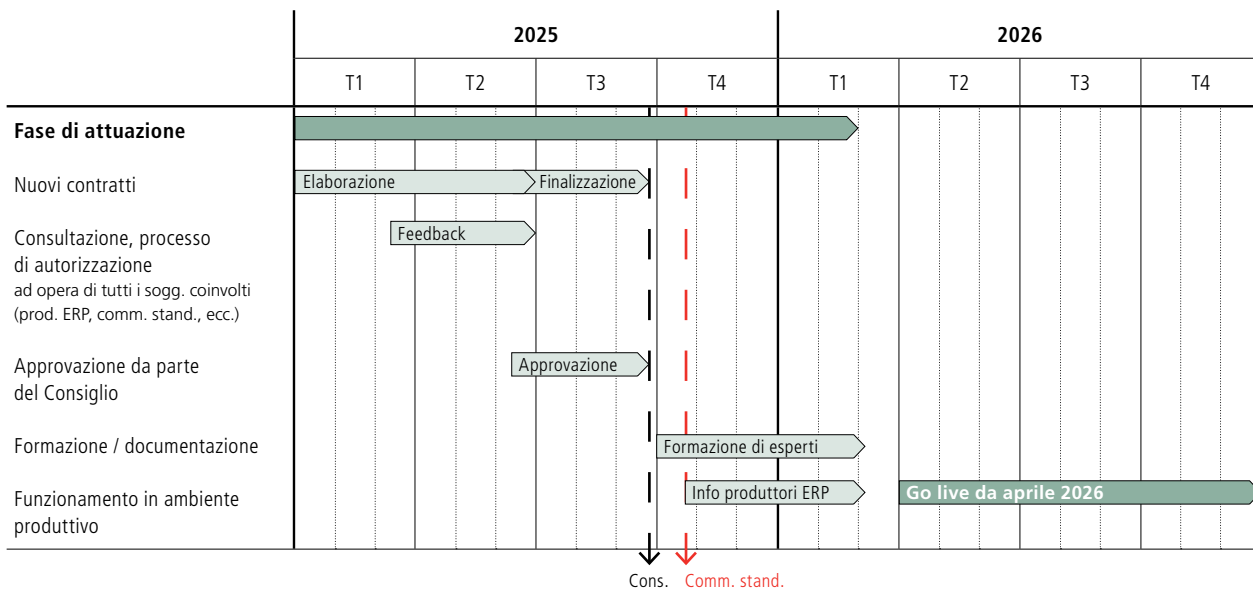 2025
2026
T1
T2
T3
T4
T1
T2
T3
T4
Fase di attuazione
Nuovi contratti
Elaborazione
Finalizzazione
Consultazione, processo
di autorizzazione
ad opera di tutti i sogg. coinvolti
(prod. ERP, comm. stand., ecc.)
Feedback
Approvazione da parte
del Consiglio
Approvazione
Formazione / documentazione
Formazione di esperti
Funzionamento in ambiente
produttivo
Info produttori ERP
Go live da aprile 2026
Cons.
Comm. stand.